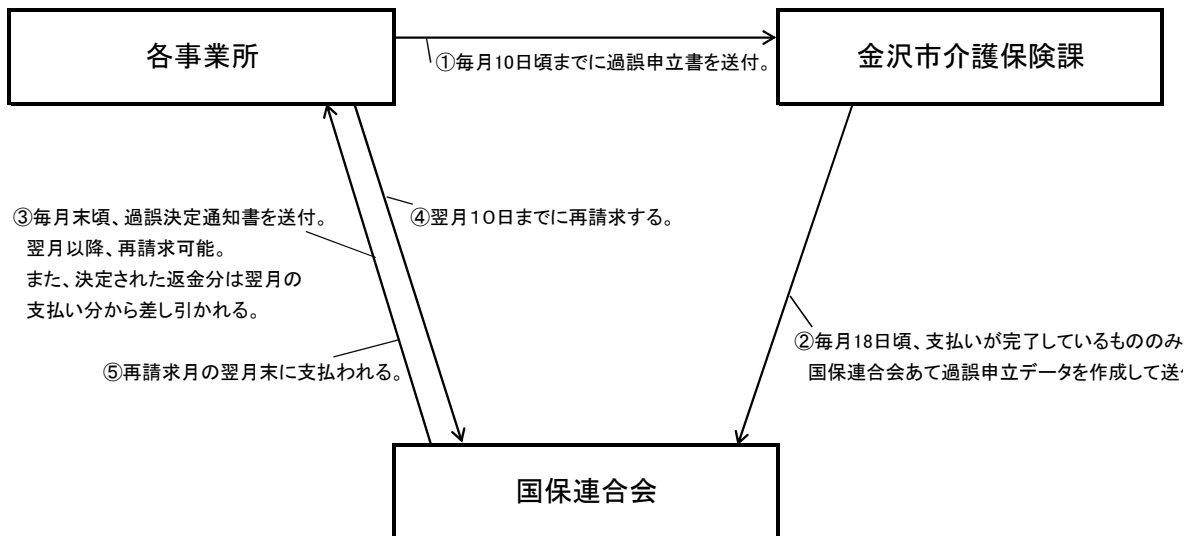 各事業所
金沢市介護保険課
①毎月10日頃までに過誤申立書を送付。
③毎月末頃、過誤決定通知書を送付。
翌月以降、再請求可能。
また、決定された返金分は翌月の
支払い分から差し引かれる。
④翌月10日までに再請求する。
②毎月18日頃、支払いが完了しているもののみ
国保連合会あて過誤申立データを作成して送
⑤再請求月の翌月末に支払われる。
国保連合会